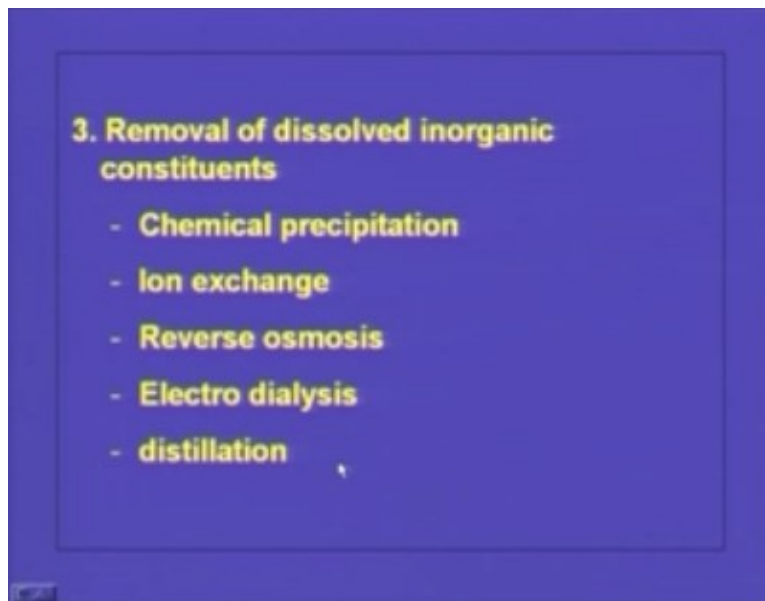 3. Removal of dissolved inorganic
constituents
- Chemical precipitation
- Ion exchange
- Reverse osmosis
- Electro dialysis
- distillation